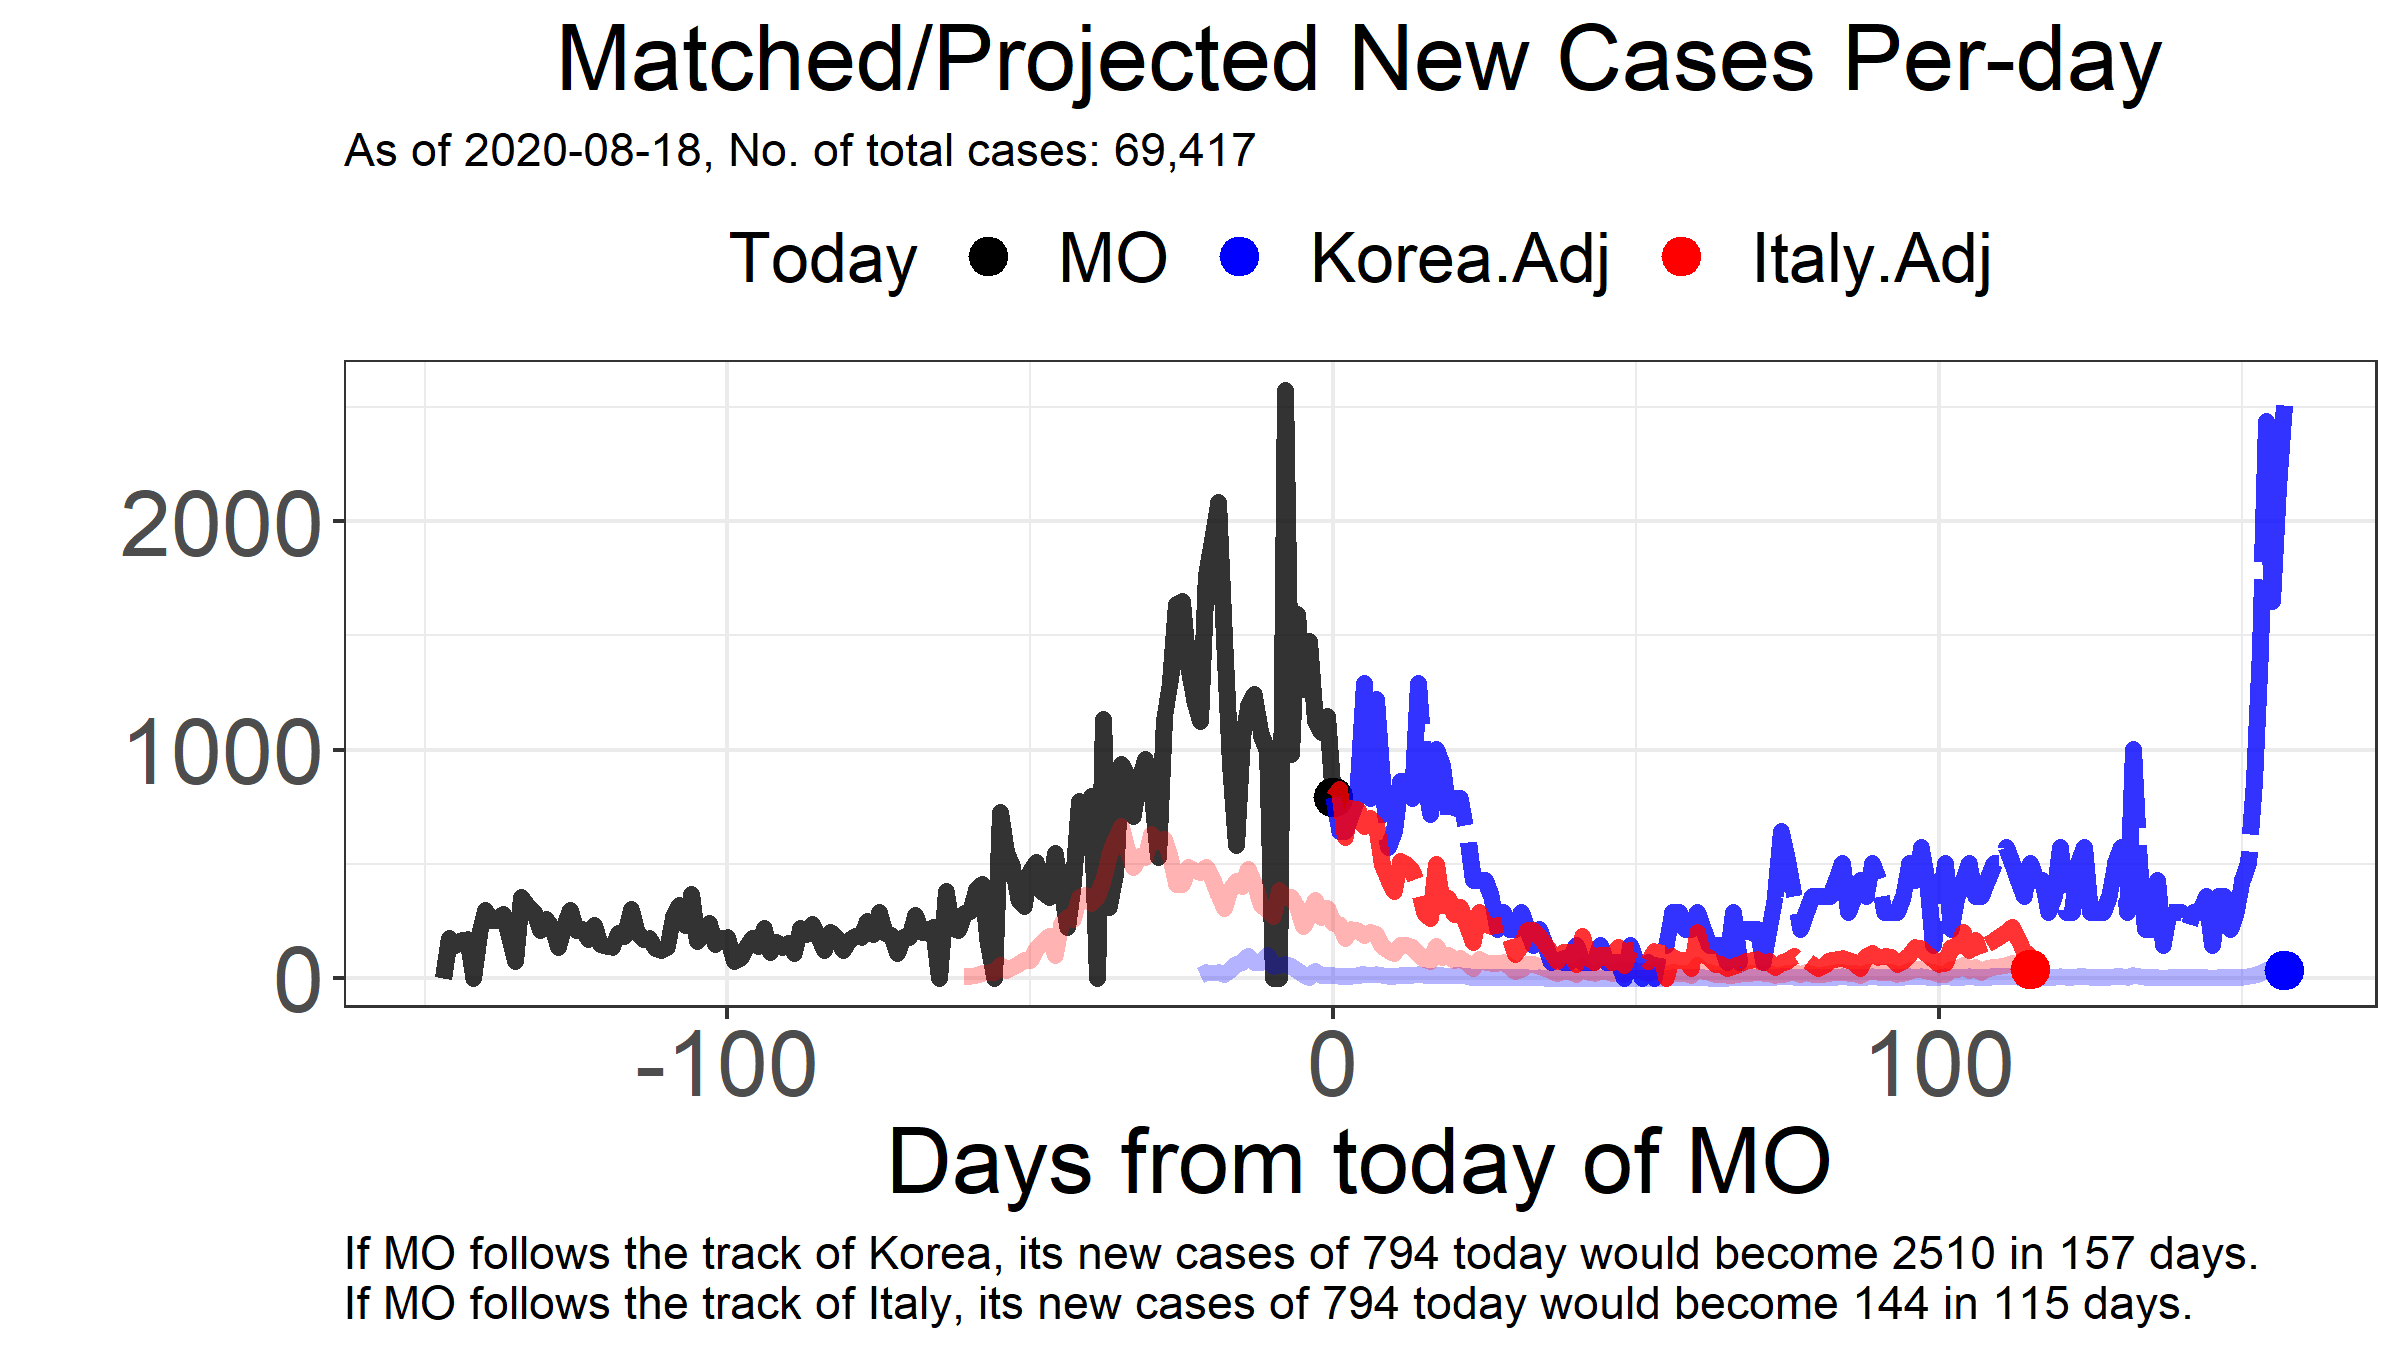 Matched/Projected New Cases Per-day
As of 2020-08-18, No. of total cases: 69,417
Today MO Korea.Adj Italy.Adj
2000
1000
0
-100 0 100
Days from today of MO
If MO follows the track of Korea, its new cases of 794 today would become 2510 in 157 days.
If MO follows the track of Italy, its new cases of 794 today would become 144 in 115 days.